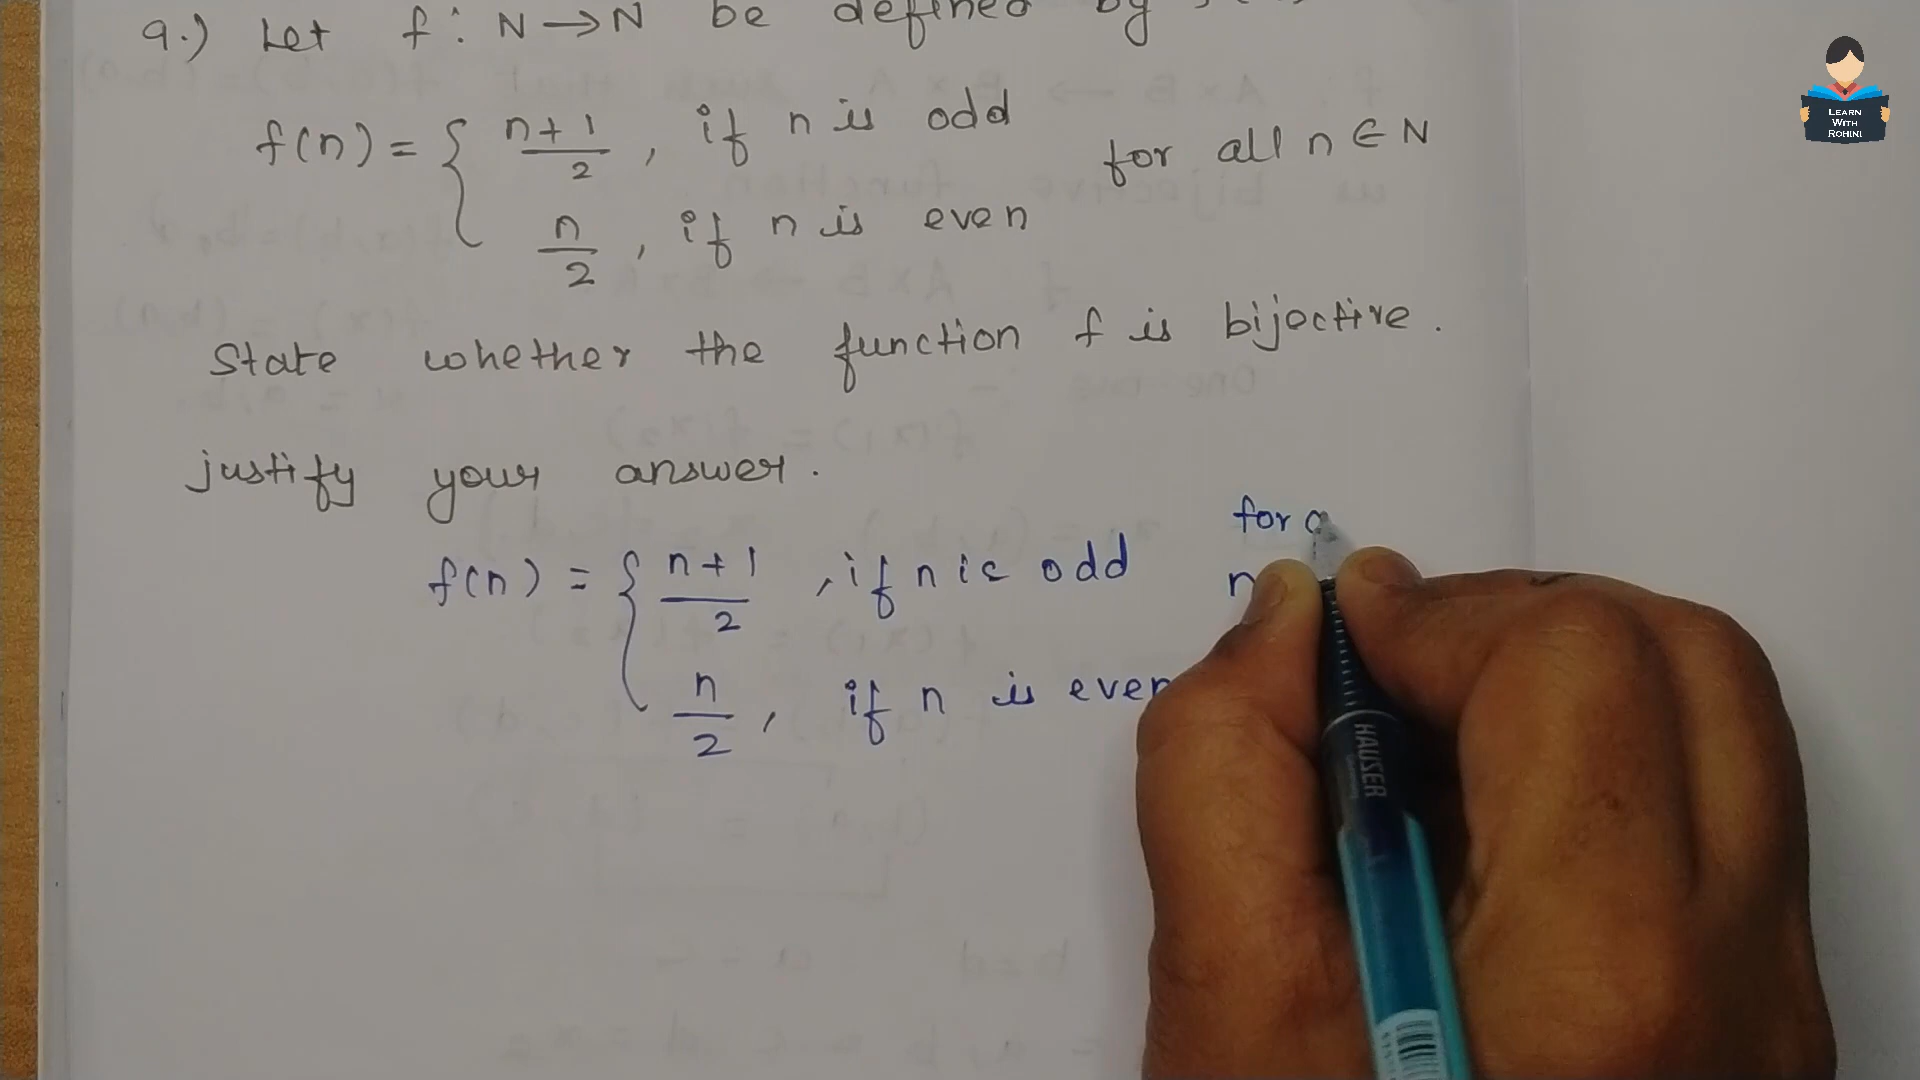 9.) Let f : N → N be defined by
f(n) = { n+1/2 , if n is odd
for all n ∈ N
n/2 , if n is even
State whether the function f is bijective.
justify your answer.
f(n) = { n+1/2 , if n is odd
for
n
n/2 , if n is even
HAUSER
LEARN
WITH
ROHINI